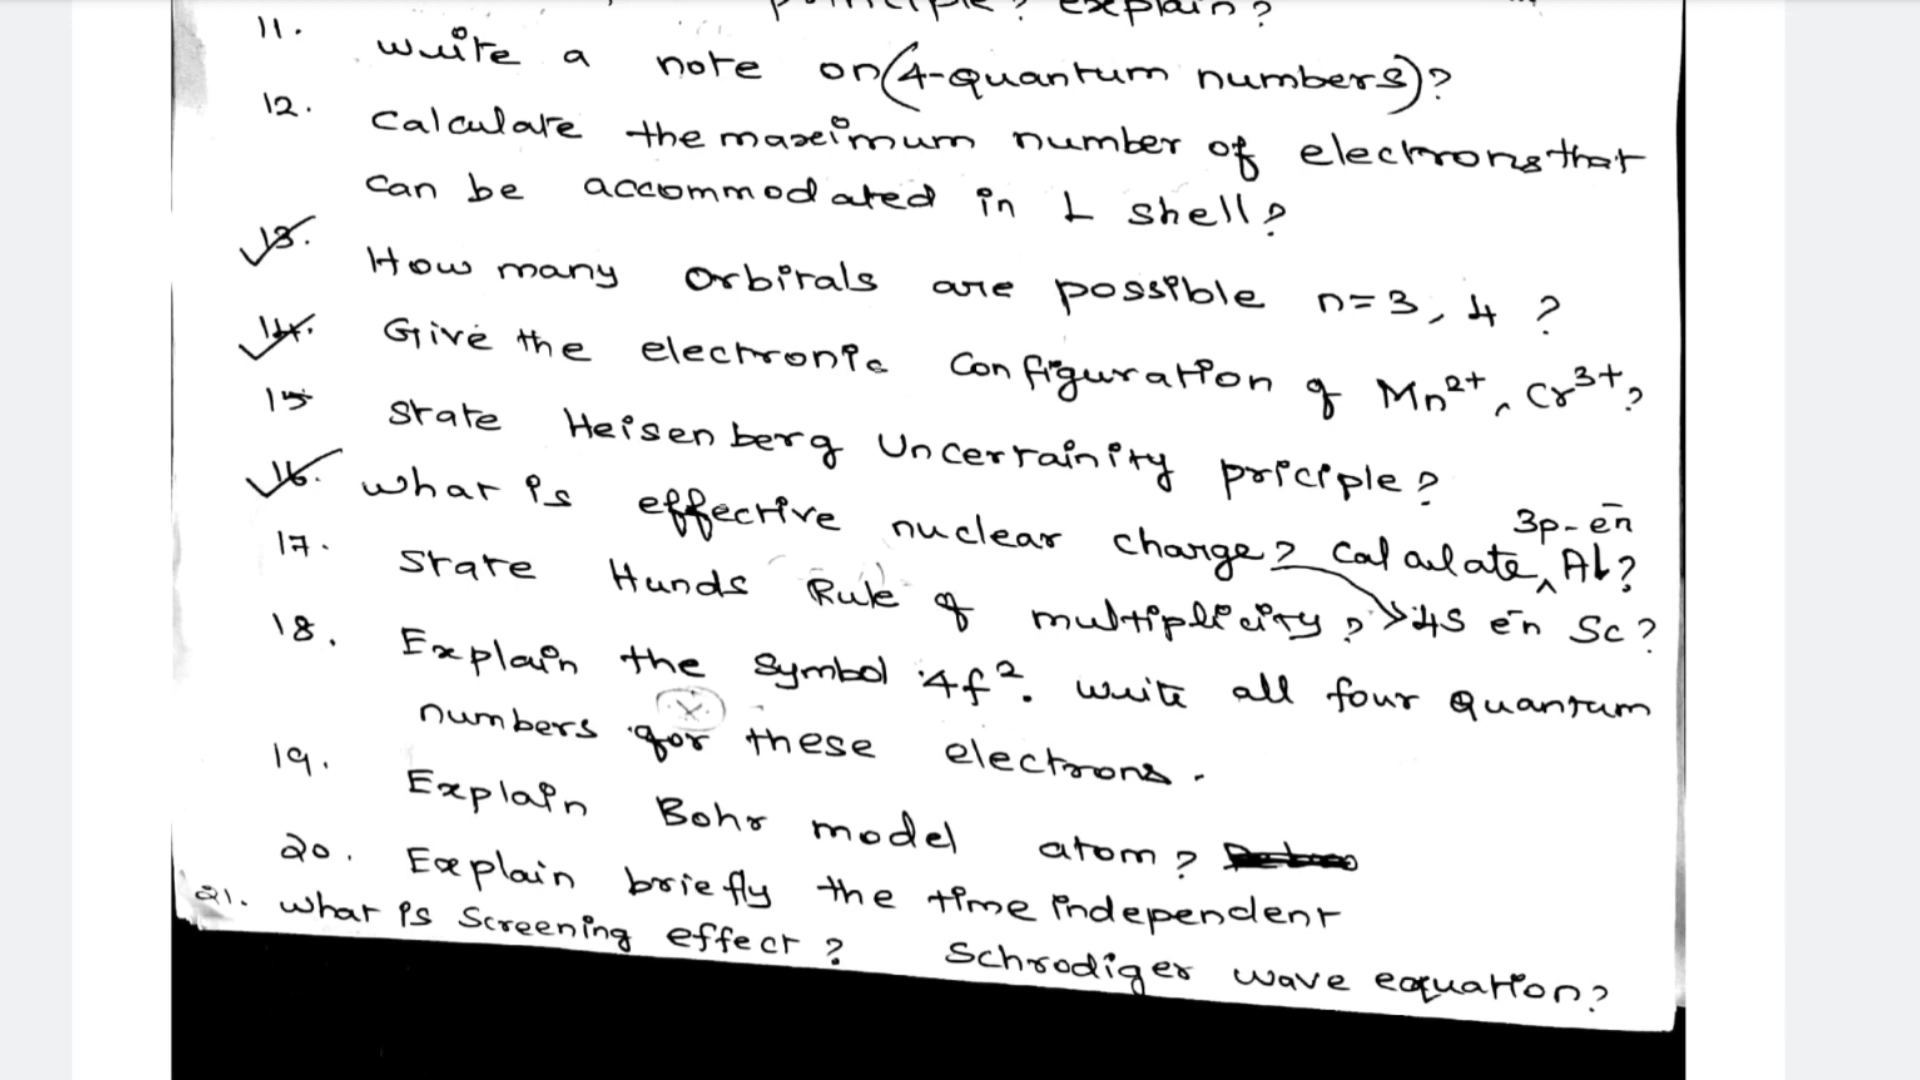 principle? explain?
11. write a note on (4-quantum numbers)?
12. calculate the maximum number of electrons that
can be accommodated in L shell?
13. How many orbitals are possible n=3, 4 ?
14. Give the electronic configuration of Mn²⁺, Cr³⁺?
15 State Heisenberg Uncertainity priciple?
16. what is effective nuclear charge? calculate 3p-en Al?
→ 4s en Sc?
17. State Hunds Rule of multiplicity?
18. Explain the symbol 4f². write all four quantum
numbers for these electrons.
19. Explain Bohr model atom?
20. Explain briefly the time independent
Schrodiger wave equation?
21. what is screening effect?